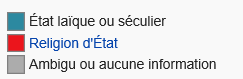 État laïque ou séculier
Religion d'État
Ambigu ou aucune information